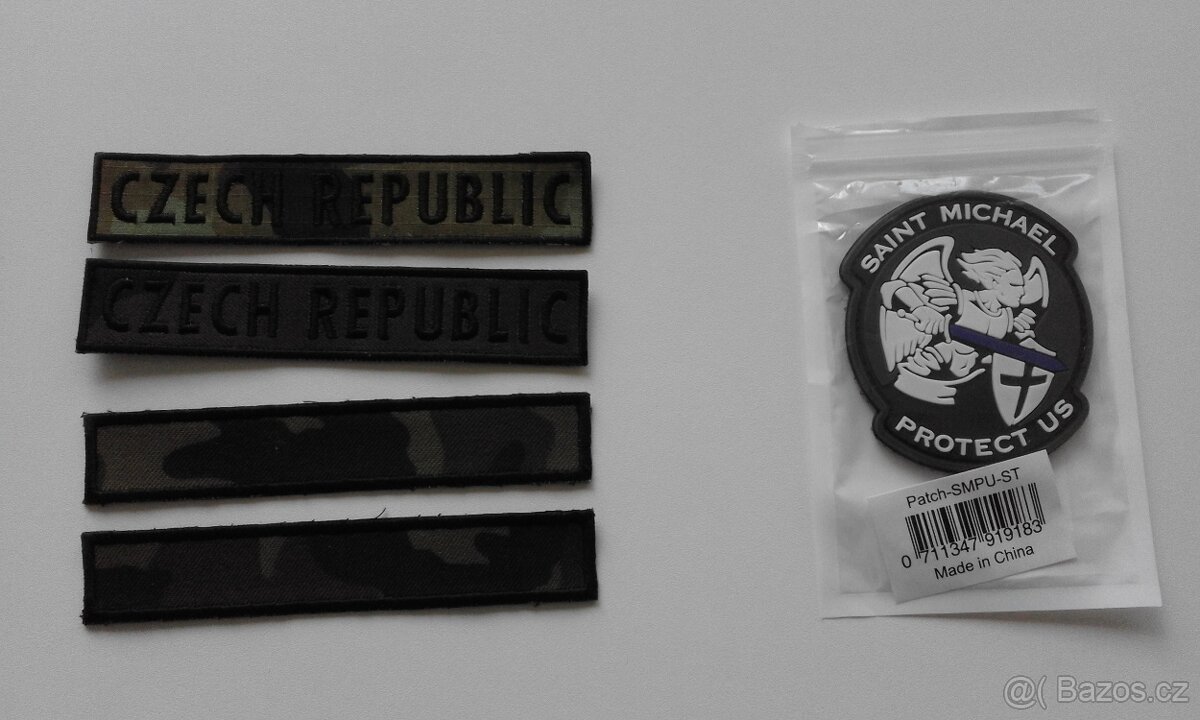 CZECH REPUBLIC
CZECH REPUBLIC
SAINT MICHAEL
PROTECT US
Patch-SMPU-ST
0 711347 919183
Made in China
@( Bazos.cz